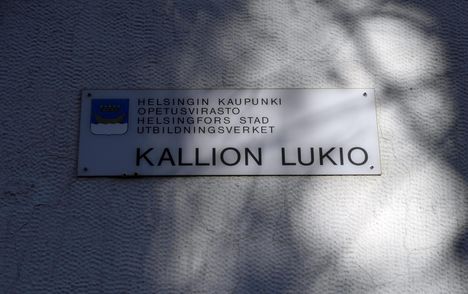 HELSINGIN KAUPUNKI
OPETUSVIRASTO
HELSINGFORS STAD
UTBILDNINGSVERKET
KALLION LUKIO